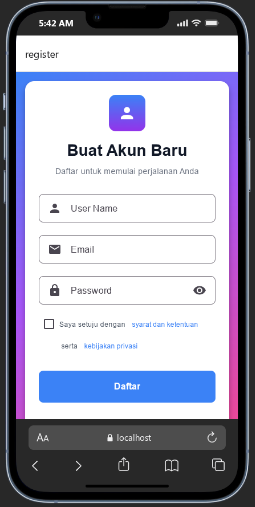 5:42 AM
register
Buat Akun Baru
Daftar untuk memulai perjalanan Anda
User Name
Email
Password
Saya setuju dengan syarat dan ketentuan
serta kebijakan privasi
Daftar
AA localhost